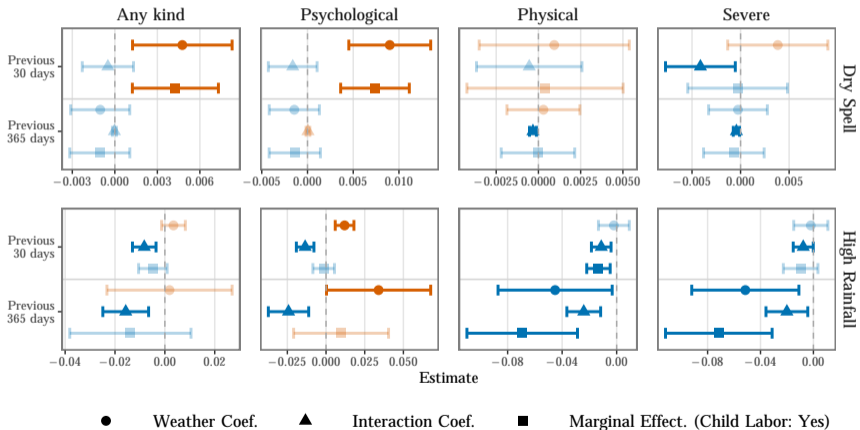 Any kind Psychological Physical Severe
Previous
30 days
Previous
365 days
Dry Spell
−0.003 0.000 0.003 0.006 −0.005 0.000 0.005 0.010 −0.0025 0.0000 0.0025 0.0050 −0.005 0.000 0.005
Previous
30 days
Previous
365 days
High Rainfall
−0.04 −0.02 0.00 0.02 −0.025 0.000 0.025 0.050 −0.08 −0.04 0.00 −0.08 −0.04 0.00
Estimate
Weather Coef. Interaction Coef. Marginal Effect. (Child Labor: Yes)